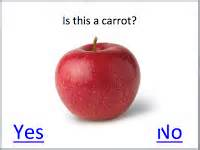 Is this a carrot?
Yes No